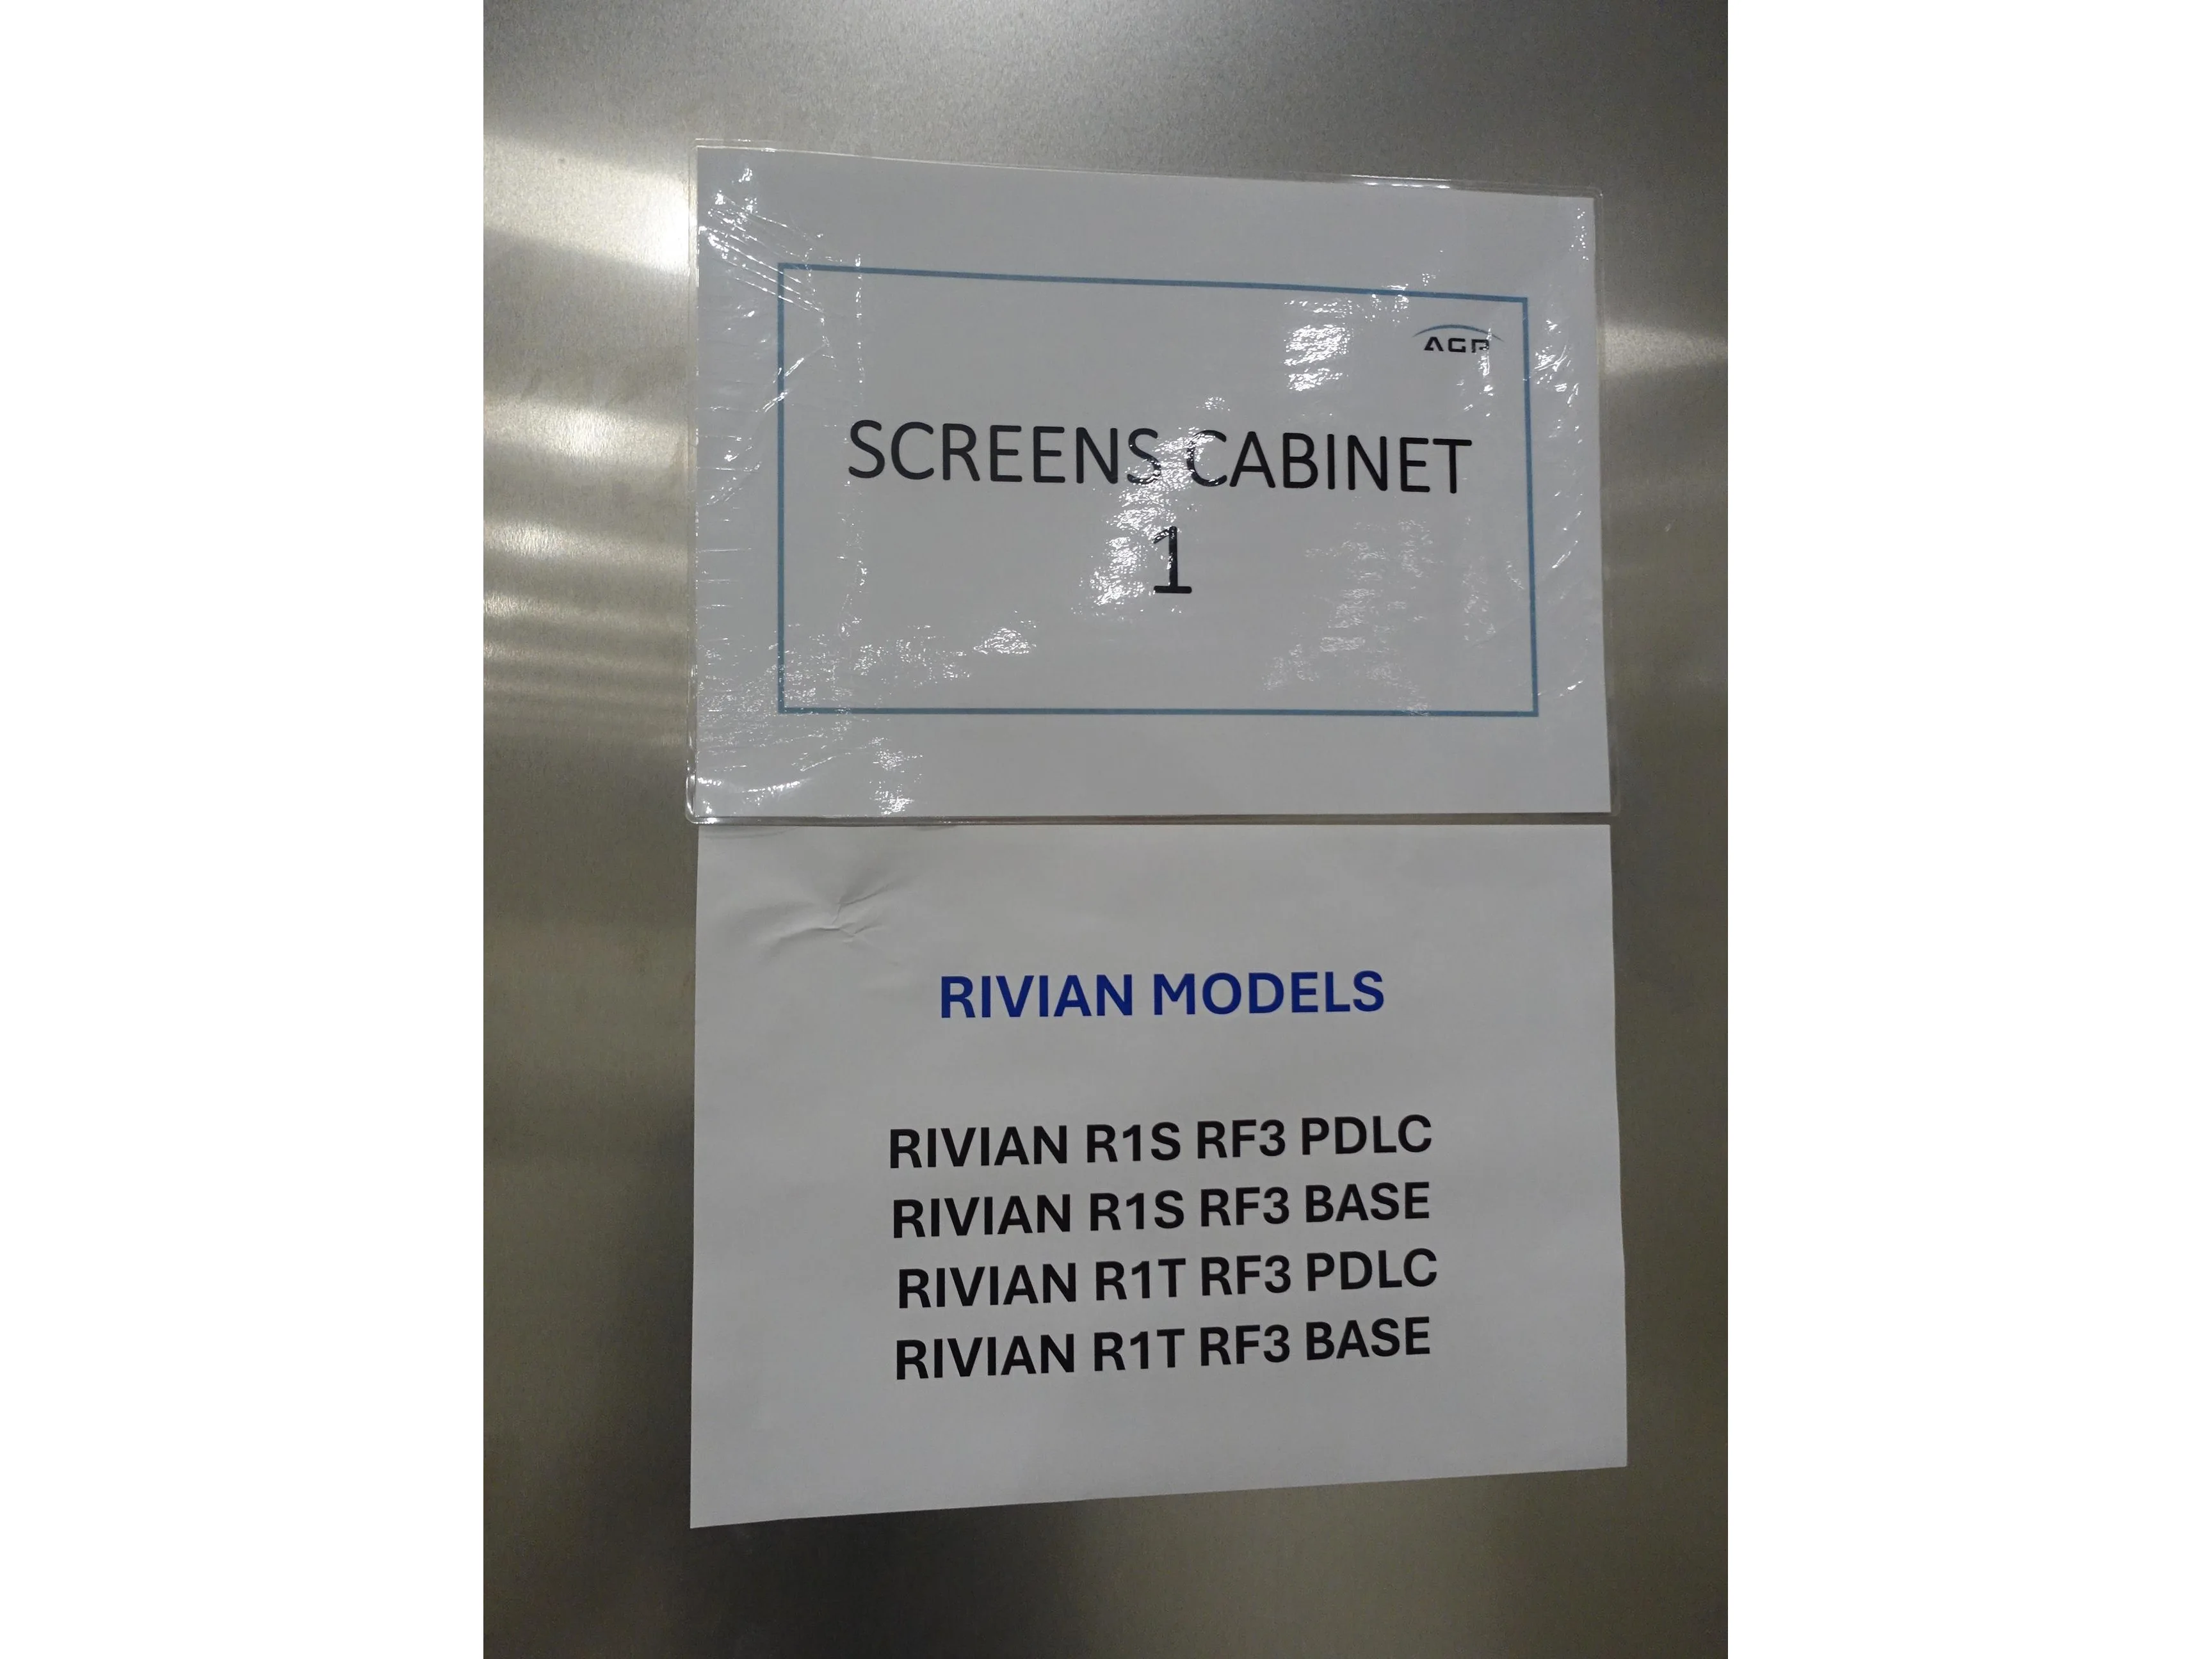 AGP
SCREENS CABINET
1
RIVIAN MODELS
RIVIAN R1S RF3 PDLC
RIVIAN R1S RF3 BASE
RIVIAN R1T RF3 PDLC
RIVIAN R1T RF3 BASE